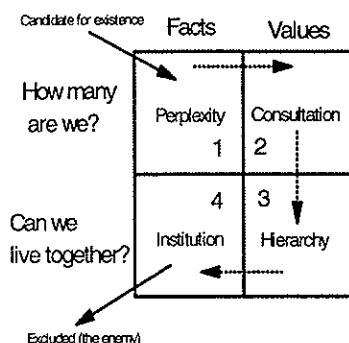 Candidate for existence
Facts
Values
How many
are we?
Perplexity
Consultation
1
2
4
3
Can we
live together?
Institution
Hierarchy
Excluded (the enemy)